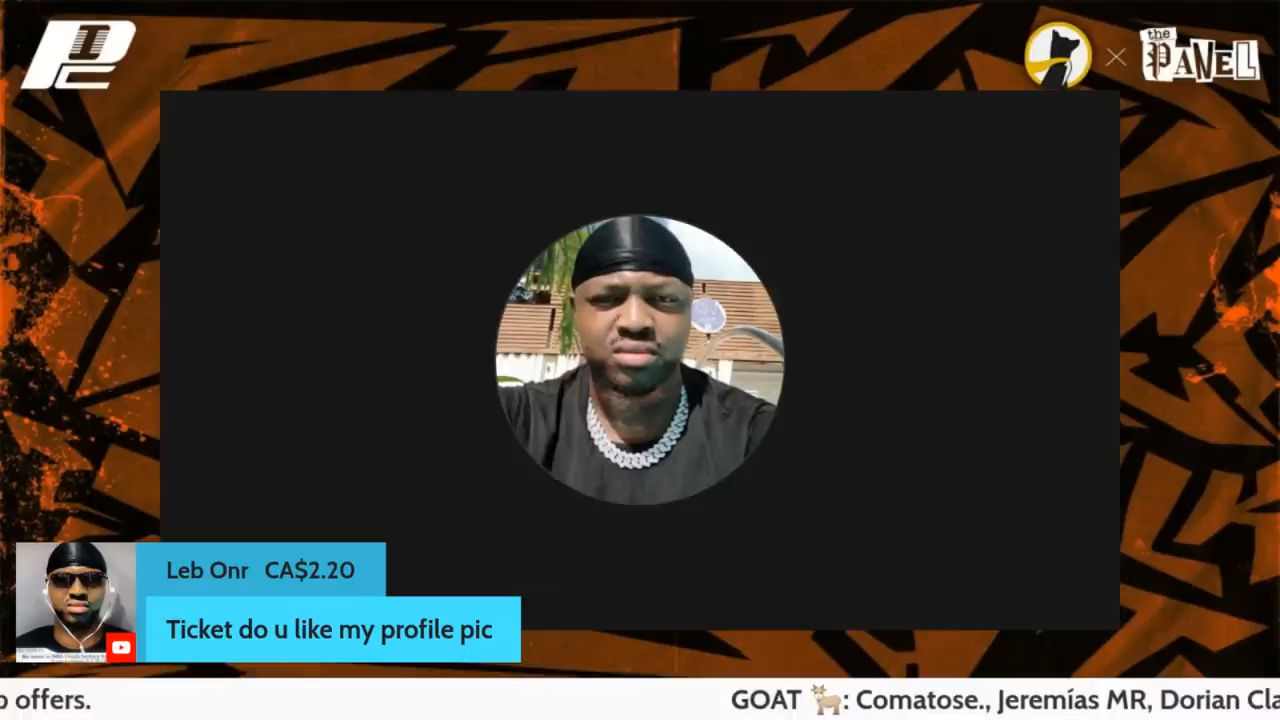 the
PANEL
Leb Onr CA$2.20
Ticket do u like my profile pic
o offers.
GOAT 🐐: Comatose., Jeremías MR, Dorian Cla